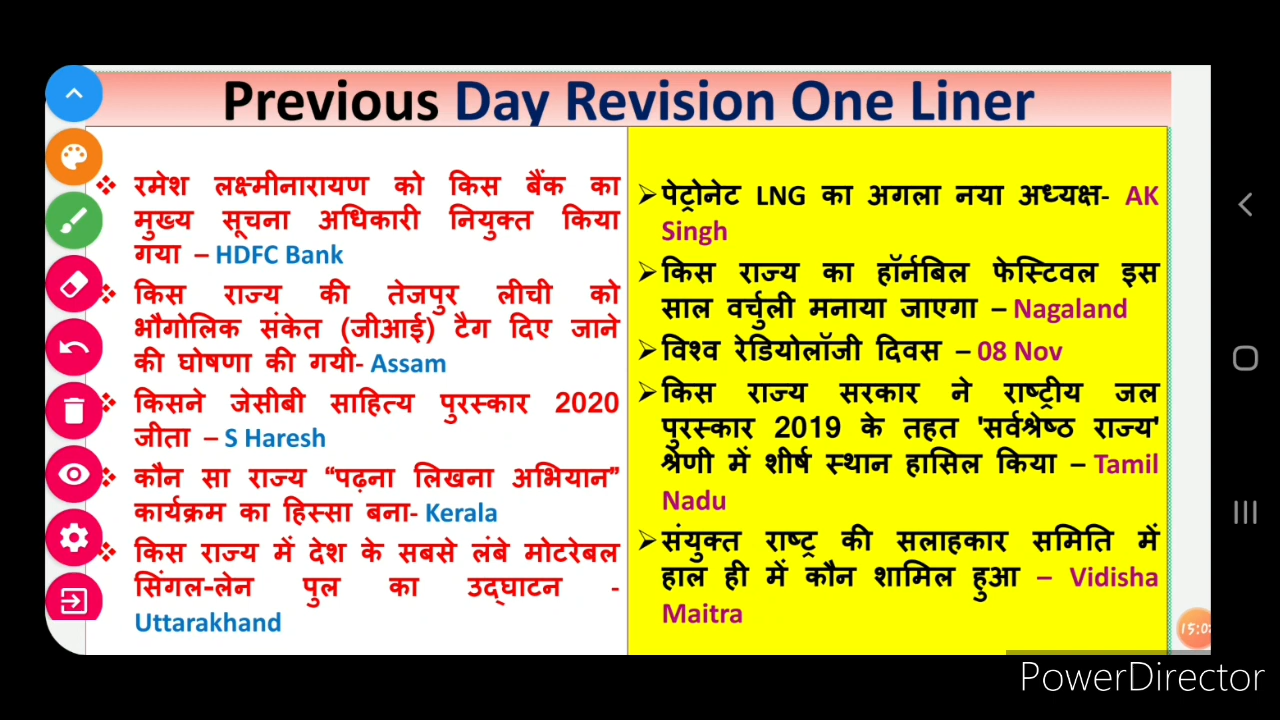 Previous Day Revision One Liner
❖ रमेश लक्ष्मीनारायण को किस बैंक का
मुख्य सूचना अधिकारी नियुक्त किया
गया – HDFC Bank
❖ किस राज्य की तेजपुर लीची को
भौगोलिक संकेत (जीआई) टैग दिए जाने
की घोषणा की गयी- Assam
❖ किसने जेसीबी साहित्य पुरस्कार 2020
जीता – S Haresh
❖ कौन सा राज्य “पढ़ना लिखना अभियान”
कार्यक्रम का हिस्सा बना- Kerala
❖ किस राज्य में देश के सबसे लंबे मोटरेबल
सिंगल-लेन पुल का उद्घाटन -
Uttarakhand
➢ पेट्रोनेट LNG का अगला नया अध्यक्ष- AK
Singh
➢ किस राज्य का हॉर्नबिल फेस्टिवल इस
साल वर्चुली मनाया जाएगा – Nagaland
➢ विश्व रेडियोलॉजी दिवस – 08 Nov
➢ किस राज्य सरकार ने राष्ट्रीय जल
पुरस्कार 2019 के तहत 'सर्वश्रेष्ठ राज्य'
श्रेणी में शीर्ष स्थान हासिल किया – Tamil
Nadu
➢ संयुक्त राष्ट्र की सलाहकार समिति में
हाल ही में कौन शामिल हुआ – Vidisha
Maitra
PowerDirector